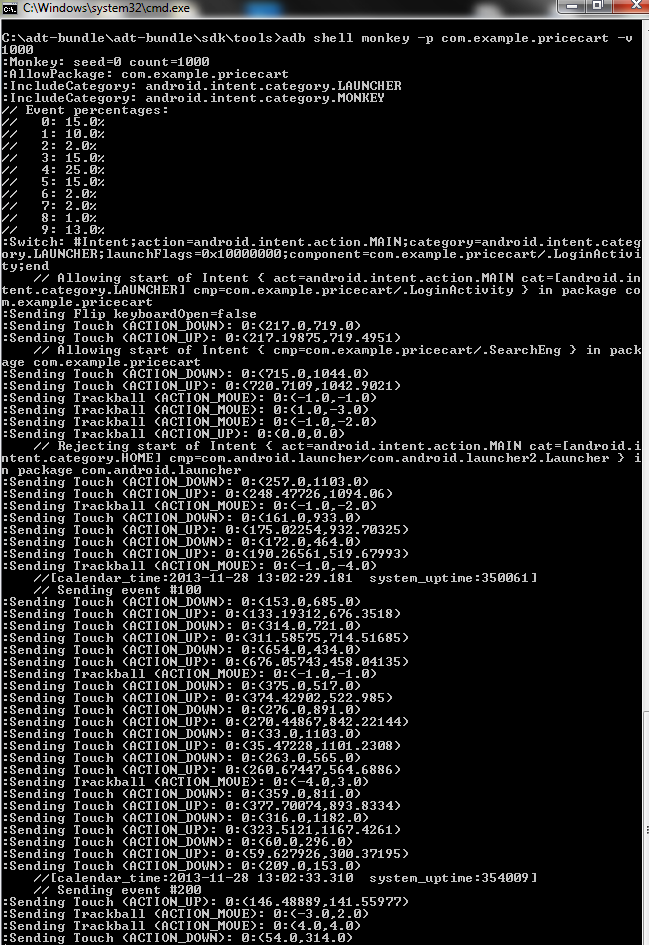 C:\Windows\system32\cmd.exe
C:\adt-bundle\adt-bundle\sdk\tools>adb shell monkey -p com.example.pricecart -v
1000
:Monkey: seed=0 count=1000
:AllowPackage: com.example.pricecart
:IncludeCategory: android.intent.category.LAUNCHER
:IncludeCategory: android.intent.category.MONKEY
// Event percentages:
//   0: 15.0%
//   1: 10.0%
//   2: 2.0%
//   3: 15.0%
//   4: 25.0%
//   5: 15.0%
//   6: 2.0%
//   7: 2.0%
//   8: 1.0%
//   9: 13.0%
:Switch: #Intent;action=android.intent.action.MAIN;category=android.intent.categ
ory.LAUNCHER;launchFlags=0x10000000;component=com.example.pricecart/.LoginActivi
ty;end
    // Allowing start of Intent { act=android.intent.action.MAIN cat=[android.in
tent.category.LAUNCHER] cmp=com.example.pricecart/.LoginActivity } in package co
m.example.pricecart
:Sending Flip keyboardOpen=false
:Sending Touch (ACTION_DOWN): 0:(217.0,719.0)
:Sending Touch (ACTION_UP): 0:(217.19875,719.4951)
    // Allowing start of Intent { cmp=com.example.pricecart/.SearchEng } in pack
age com.example.pricecart
:Sending Touch (ACTION_DOWN): 0:(715.0,1044.0)
:Sending Touch (ACTION_UP): 0:(720.7109,1042.9021)
:Sending Trackball (ACTION_MOVE): 0:(-1.0,-1.0)
:Sending Trackball (ACTION_MOVE): 0:(1.0,-3.0)
:Sending Trackball (ACTION_MOVE): 0:(-1.0,-2.0)
:Sending Trackball (ACTION_UP): 0:(0.0,0.0)
    // Rejecting start of Intent { act=android.intent.action.MAIN cat=[android.i
ntent.category.HOME] cmp=com.android.launcher/com.android.launcher2.Launcher } i
n package com.android.launcher
:Sending Touch (ACTION_DOWN): 0:(257.0,1103.0)
:Sending Touch (ACTION_UP): 0:(248.47726,1094.06)
:Sending Trackball (ACTION_MOVE): 0:(-1.0,-2.0)
:Sending Touch (ACTION_DOWN): 0:(161.0,933.0)
:Sending Touch (ACTION_UP): 0:(175.02254,932.70325)
:Sending Touch (ACTION_DOWN): 0:(172.0,464.0)
:Sending Touch (ACTION_UP): 0:(190.26561,519.67993)
:Sending Trackball (ACTION_MOVE): 0:(-1.0,-4.0)
    //[calendar_time:2013-11-28 13:02:29.181  system_uptime:350061]
    // Sending event #100
:Sending Touch (ACTION_DOWN): 0:(153.0,685.0)
:Sending Touch (ACTION_UP): 0:(133.19312,676.3518)
:Sending Touch (ACTION_DOWN): 0:(314.0,721.0)
:Sending Touch (ACTION_UP): 0:(311.58575,714.51685)
:Sending Touch (ACTION_DOWN): 0:(654.0,434.0)
:Sending Touch (ACTION_UP): 0:(676.05743,458.04135)
:Sending Trackball (ACTION_MOVE): 0:(-1.0,-1.0)
:Sending Touch (ACTION_DOWN): 0:(375.0,517.0)
:Sending Touch (ACTION_UP): 0:(374.42902,522.985)
:Sending Touch (ACTION_DOWN): 0:(276.0,891.0)
:Sending Touch (ACTION_UP): 0:(270.44867,842.22144)
:Sending Touch (ACTION_DOWN): 0:(33.0,1103.0)
:Sending Touch (ACTION_UP): 0:(35.47228,1101.2308)
:Sending Touch (ACTION_DOWN): 0:(263.0,565.0)
:Sending Touch (ACTION_UP): 0:(260.67447,564.6886)
:Sending Trackball (ACTION_MOVE): 0:(-4.0,3.0)
:Sending Touch (ACTION_DOWN): 0:(359.0,811.0)
:Sending Touch (ACTION_UP): 0:(377.70074,893.8334)
:Sending Touch (ACTION_DOWN): 0:(316.0,1182.0)
:Sending Touch (ACTION_UP): 0:(323.5121,1167.4261)
:Sending Touch (ACTION_DOWN): 0:(60.0,296.0)
:Sending Touch (ACTION_UP): 0:(59.627926,300.37195)
:Sending Touch (ACTION_DOWN): 0:(209.0,153.0)
    //[calendar_time:2013-11-28 13:02:33.310  system_uptime:354009]
    // Sending event #200
:Sending Touch (ACTION_UP): 0:(146.48889,141.55977)
:Sending Trackball (ACTION_MOVE): 0:(-3.0,2.0)
:Sending Trackball (ACTION_MOVE): 0:(4.0,4.0)
:Sending Touch (ACTION_DOWN): 0:(54.0,314.0)